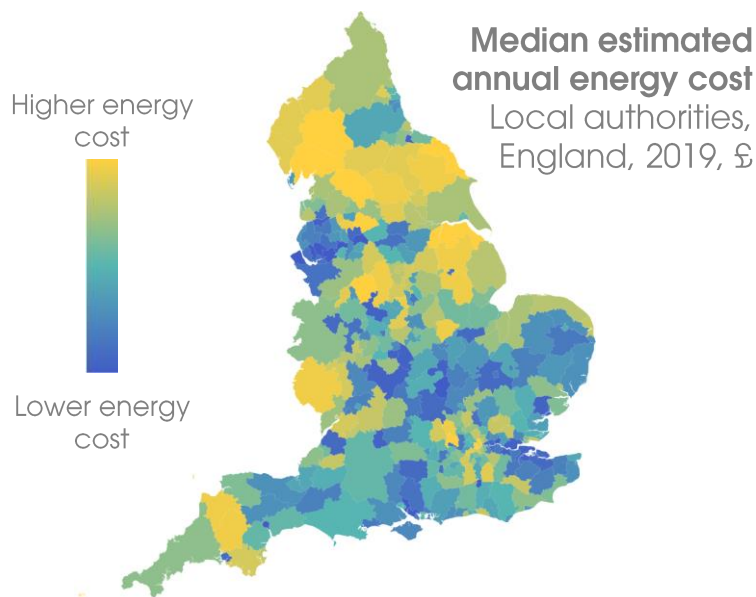 Median estimated
annual energy cost
Local authorities,
England, 2019, £
Higher energy
cost
Lower energy
cost